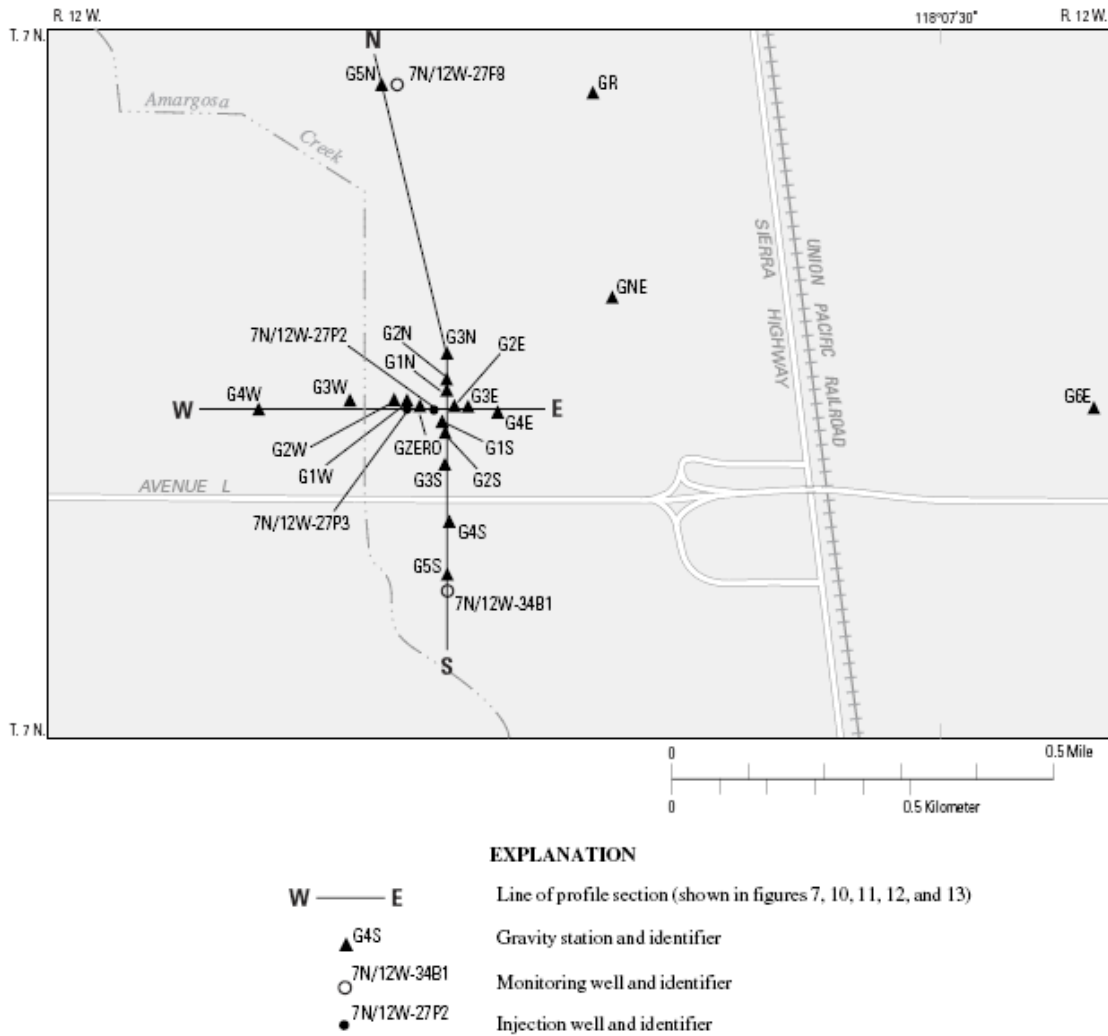 R. 12 W.
118°07'30"
R. 12 W.
T. 7 N.
N
G5N
7N/12W-27F8
GR
Amargosa
Creek
SIERRA HIGHWAY
UNION PACIFIC RAILROAD
GNE
7N/12W-27P2
G2N
G3N
G2E
G1N
G4W
G3W
G3E
G6E
W
E
G4E
G2W
GZERO
G1S
G1W
G3S
G2S
AVENUE L
7N/12W-27P3
G4S
G5S
7N/12W-34B1
S
T. 7 N.
0
0.5 Mile
0
0.5 Kilometer
EXPLANATION
W
E
Line of profile section (shown in figures 7, 10, 11, 12, and 13)
G4S
Gravity station and identifier
7N/12W-34B1
Monitoring well and identifier
7N/12W-27P2
Injection well and identifier